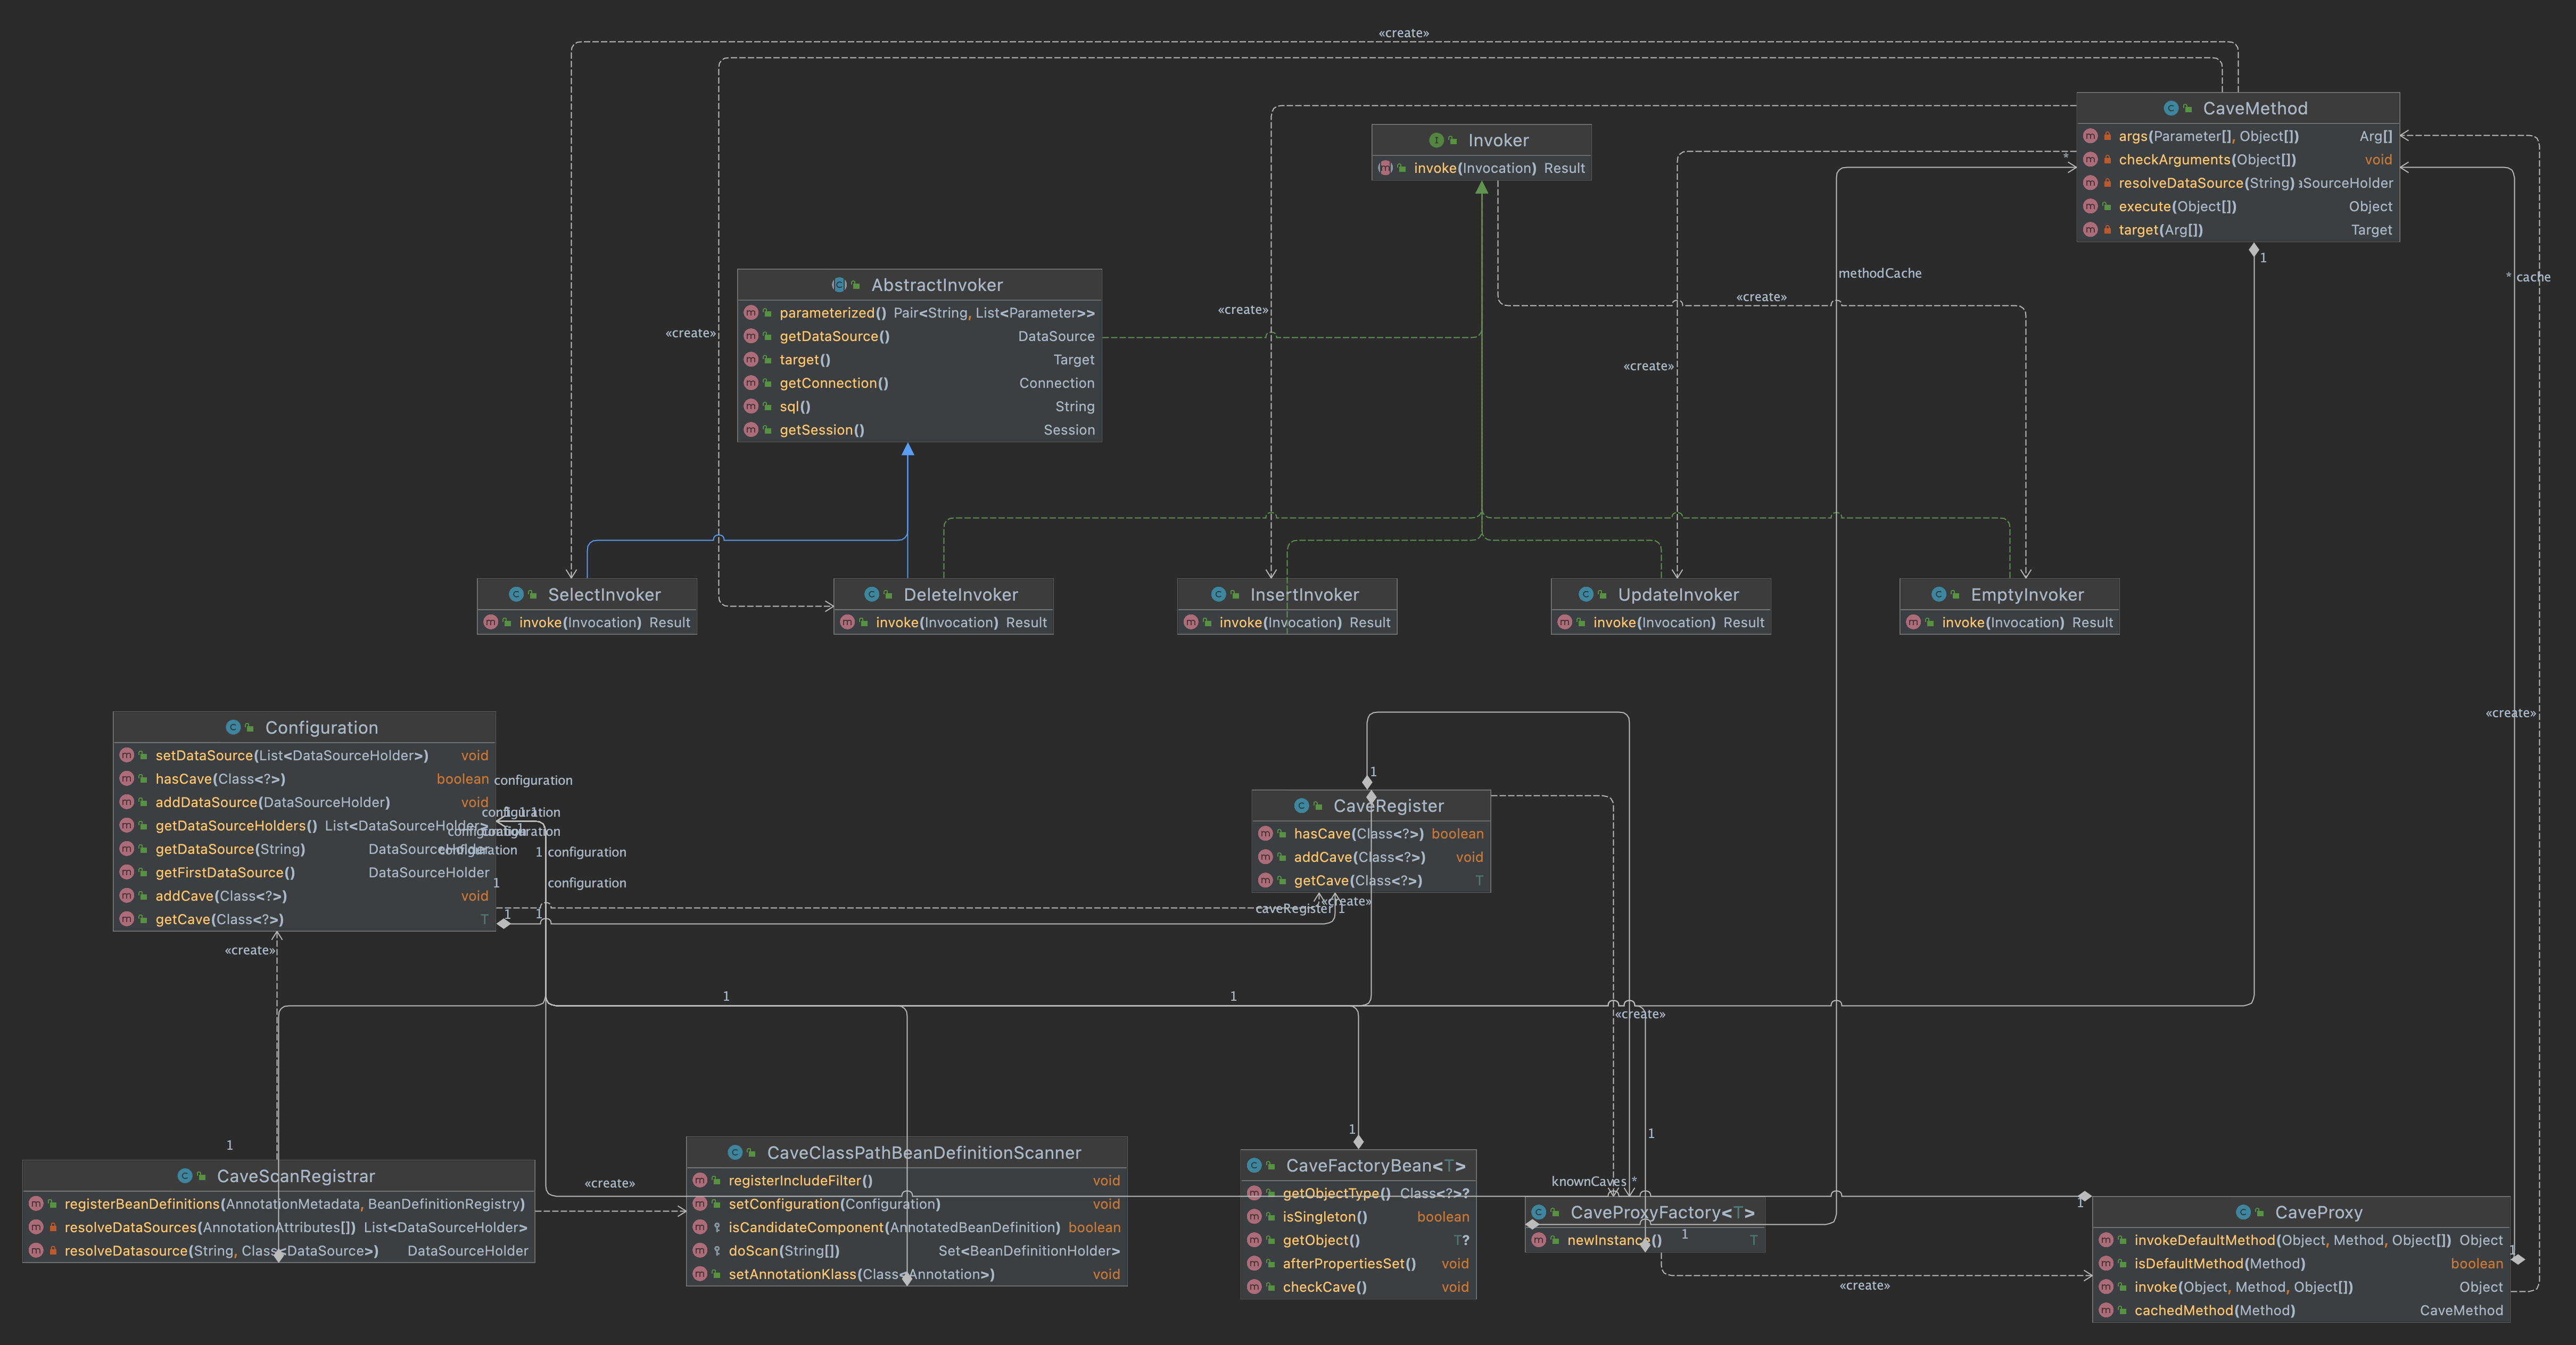 «create»
CaveMethod
args(Parameter[], Object[]) Arg[]
checkArguments(Object[]) void
resolveDataSource(String) aSourceHolder
execute(Object[]) Object
target(Arg[]) Target
*
1
methodCache
* cache
Invoker
invoke(Invocation) Result
«create»
«create»
«create»
«create»
AbstractInvoker
parameterized() Pair<String, List<Parameter>>
getDataSource() DataSource
target() Target
getConnection() Connection
sql() String
getSession() Session
SelectInvoker
invoke(Invocation) Result
DeleteInvoker
invoke(Invocation) Result
InsertInvoker
invoke(Invocation) Result
UpdateInvoker
invoke(Invocation) Result
EmptyInvoker
invoke(Invocation) Result
«create»
Configuration
setDataSource(List<DataSourceHolder>) void
hasCave(Class<?>) boolean
addDataSource(DataSourceHolder) void
getDataSourceHolders() List<DataSourceHolder>
getDataSource(String) DataSourceHolder
getFirstDataSource() DataSourceHolder
addCave(Class<?>) void
getCave(Class<?>) T
configuration
configuration
configuration
configuration
1 configuration
configuration
1
1
1
«create»
1
CaveRegister
hasCave(Class<?>) boolean
addCave(Class<?>) void
getCave(Class<?>) T
«create»
caveRegister 1
1
1
«create»
1
CaveScanRegistrar
registerBeanDefinitions(AnnotationMetadata, BeanDefinitionRegistry)
resolveDataSources(AnnotationAttributes[]) List<DataSourceHolder>
resolveDatasource(String, Class<DataSource>) DataSourceHolder
«create»
CaveClassPathBeanDefinitionScanner
registerIncludeFilter() void
setConfiguration(Configuration) void
isCandidateComponent(AnnotatedBeanDefinition) boolean
doScan(String[]) Set<BeanDefinitionHolder>
setAnnotationKlass(Class<Annotation>) void
1
CaveFactoryBean<T>
getObjectType() Class<?>?
isSingleton() boolean
getObject() T?
afterPropertiesSet() void
checkCave() void
1
knownCaves *
CaveProxyFactory<T>
newInstance() T
1
«create»
1
CaveProxy
invokeDefaultMethod(Object, Method, Object[]) Object
isDefaultMethod(Method) boolean
invoke(Object, Method, Object[]) Object
cachedMethod(Method) CaveMethod
1